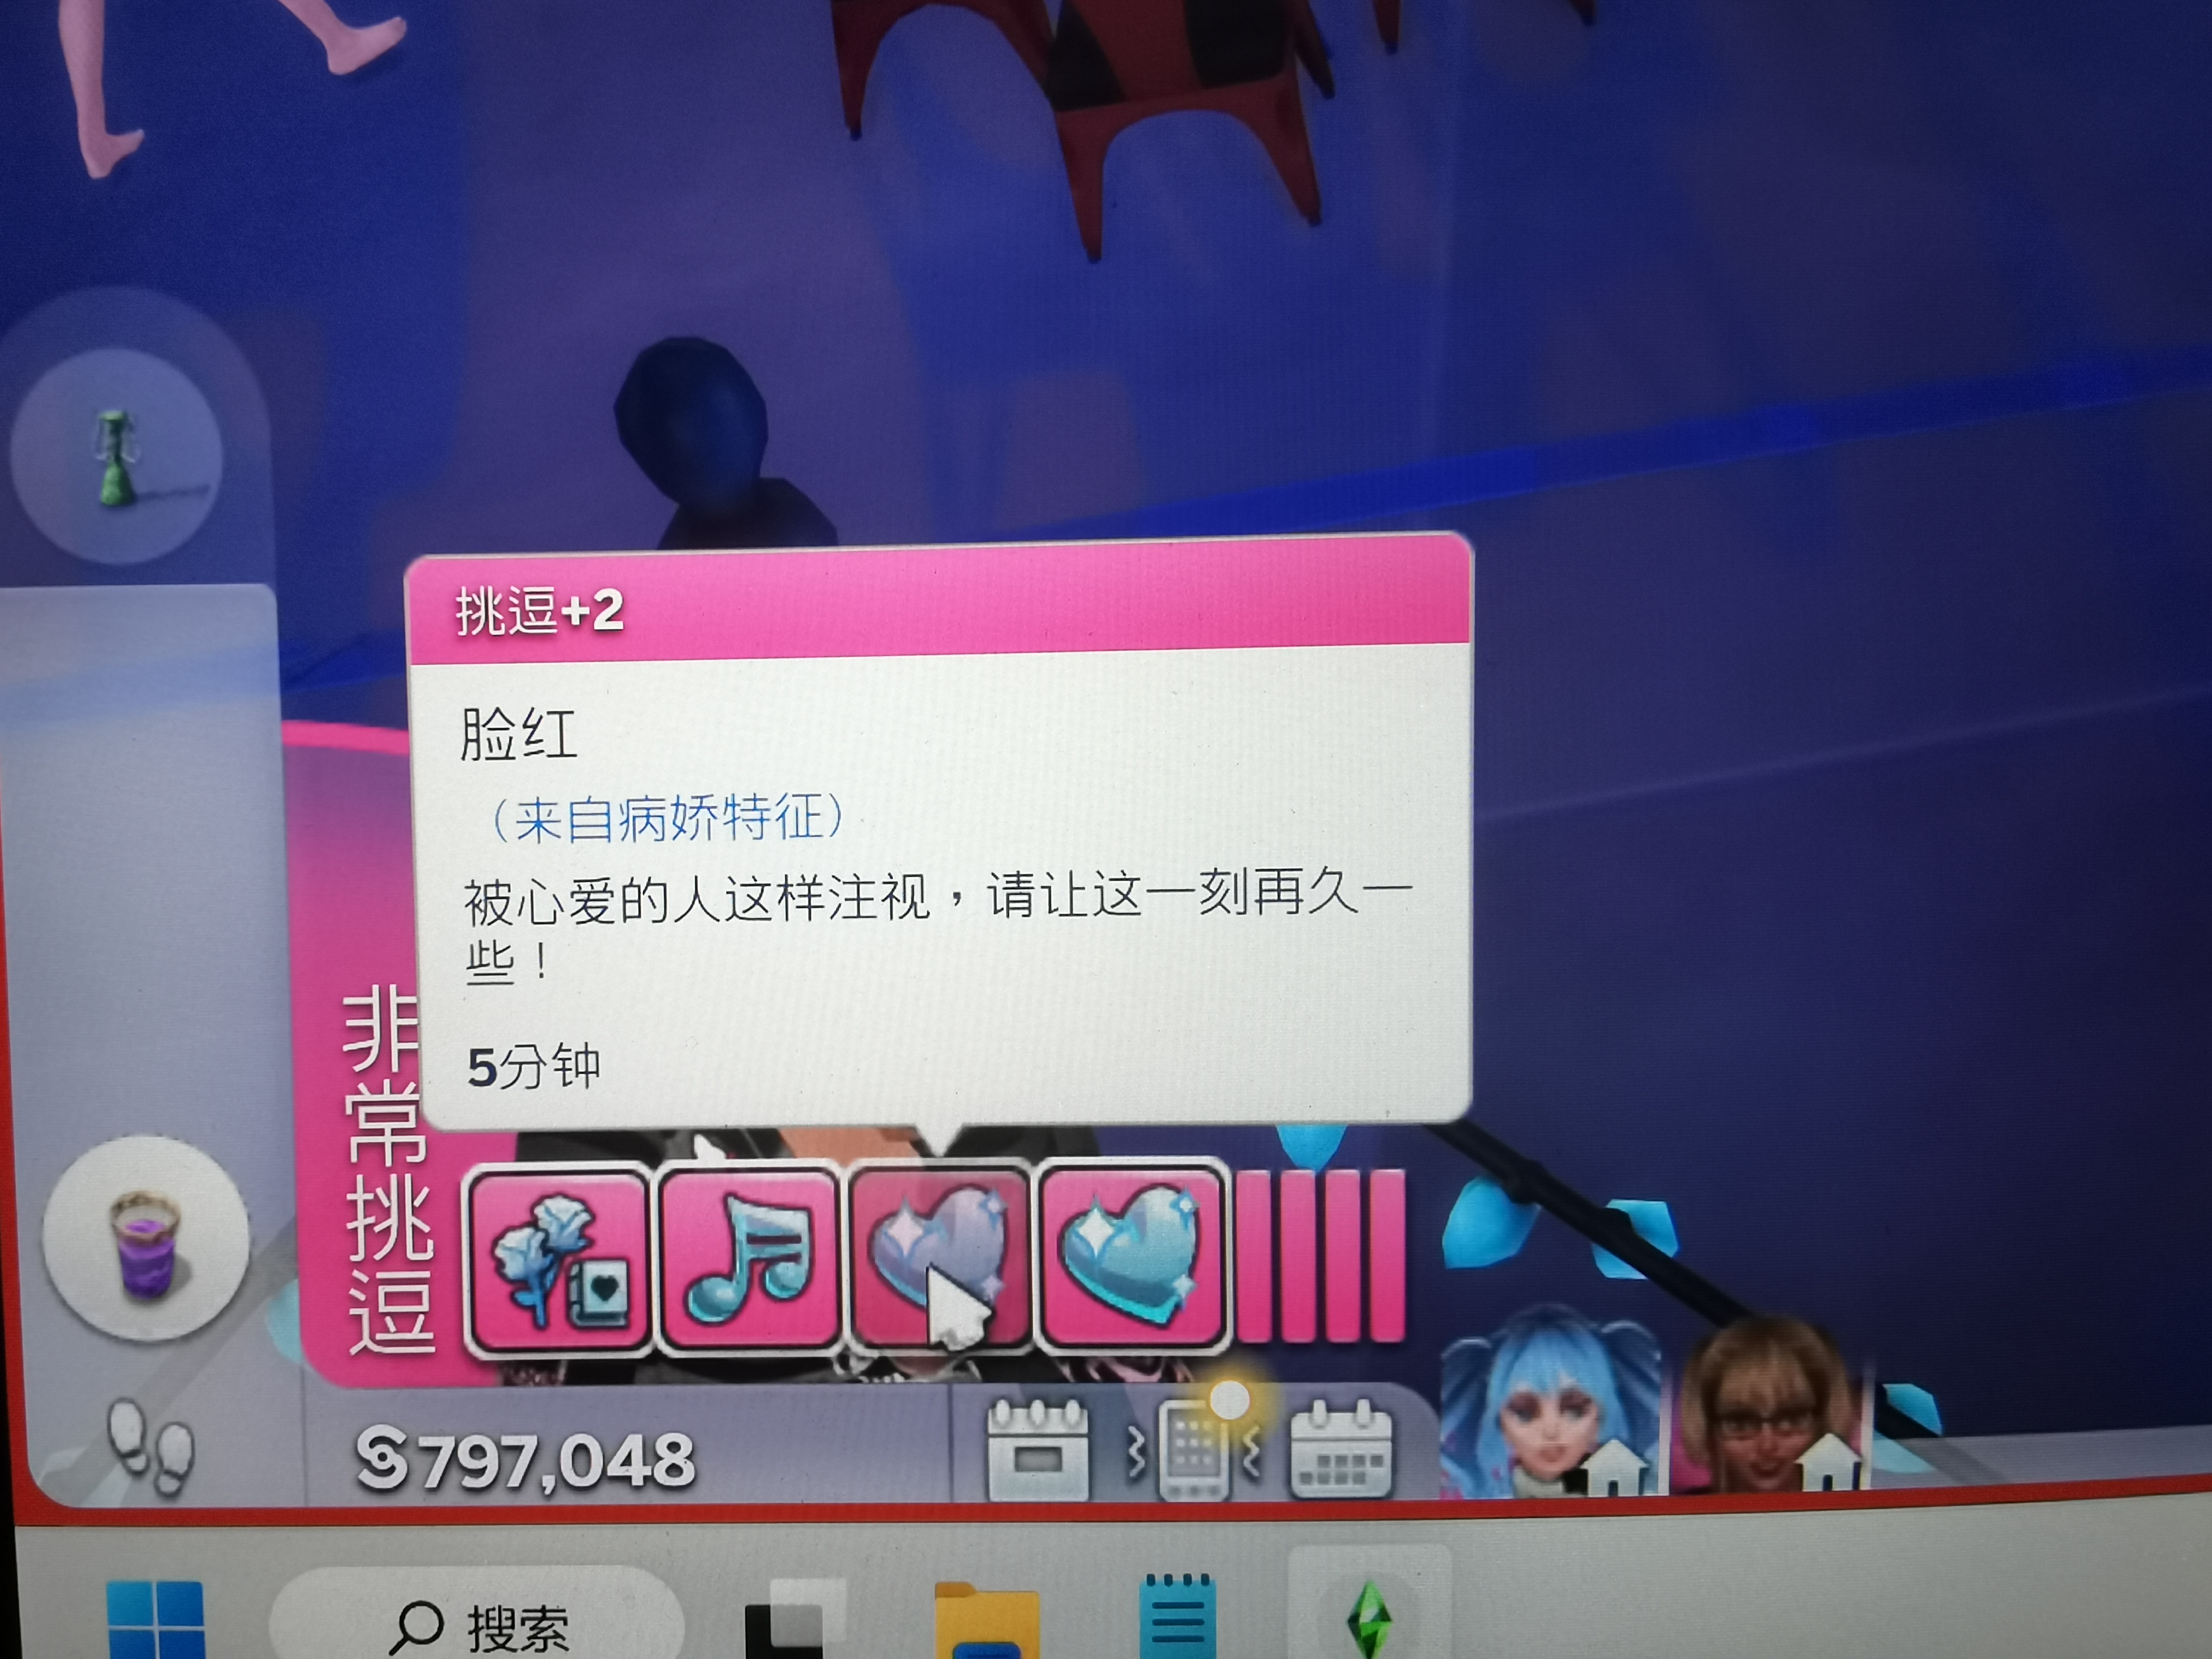 挑逗+2
脸红
（来自病娇特征）
被心爱的人这样注视，请让这一刻再久一
些！
5分钟
非常挑逗
§797,048
搜索